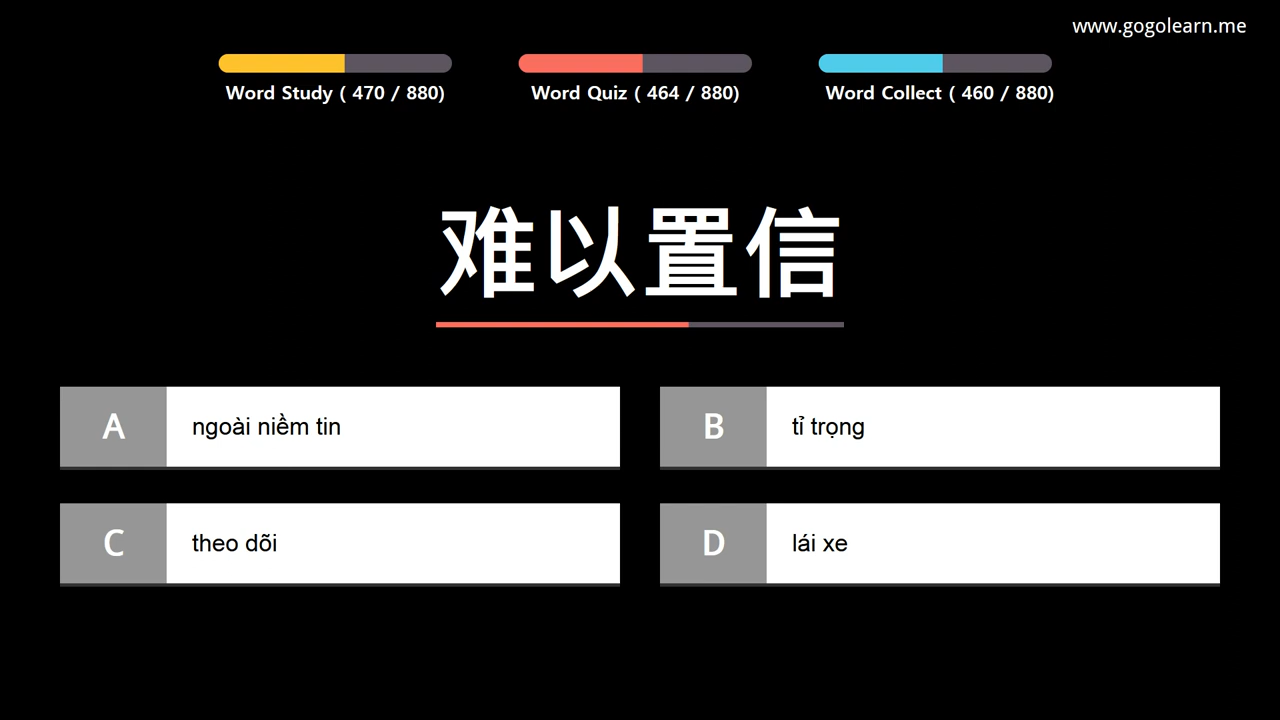 www.gogolearn.me
Word Study ( 470 / 880)
Word Quiz ( 464 / 880)
Word Collect ( 460 / 880)
难以置信
A ngoài niềm tin
B tỉ trọng
C theo dõi
D lái xe